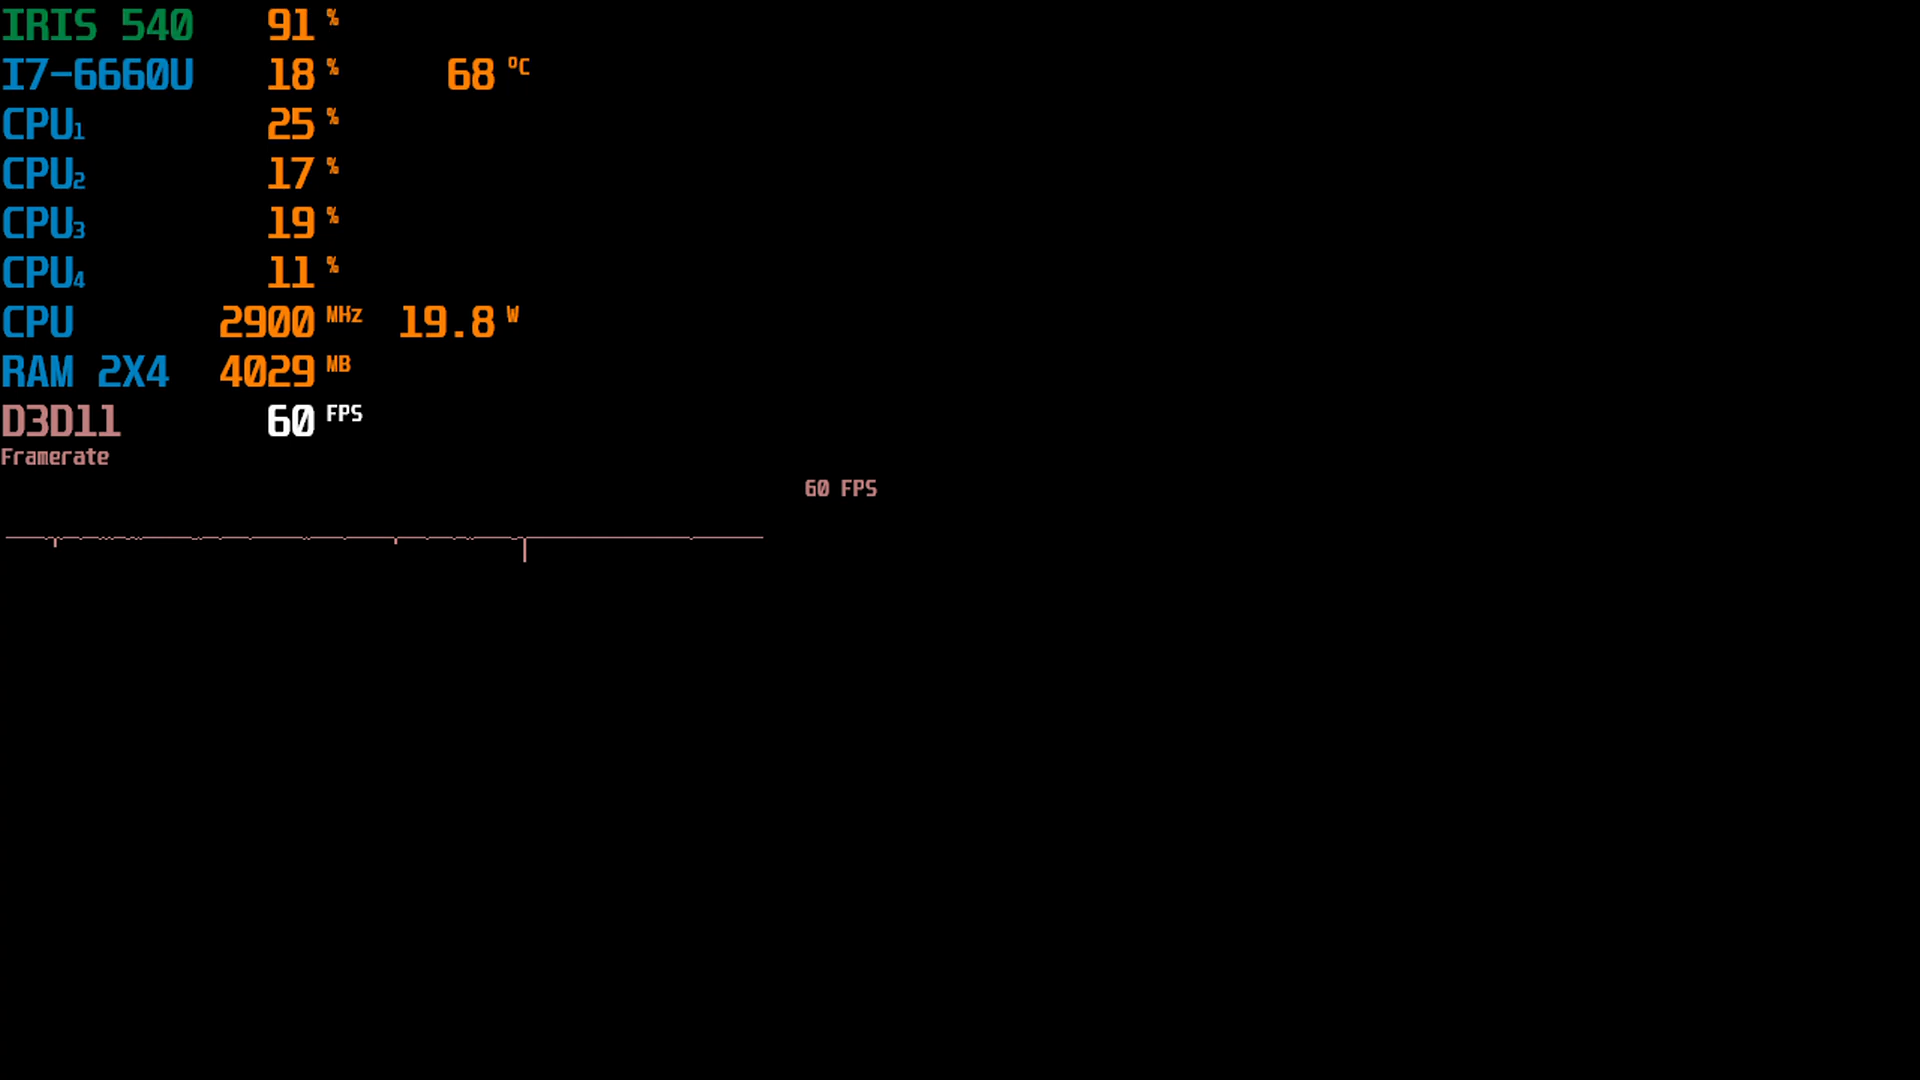 IRIS 540 91 %
I7-6660U 18 % 68 °C
CPU1 25 %
CPU2 17 %
CPU3 19 %
CPU4 11 %
CPU 2900 MHz 19.8 W
RAM 2X4 4029 MB
D3D11 60 FPS
Framerate
60 FPS